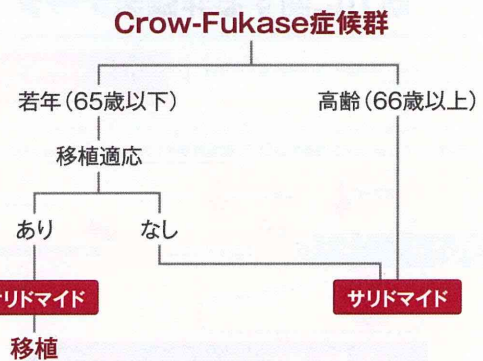 Crow-Fukase症候群
若年（65歳以下）
高齢（66歳以上）
移植適応
あり
なし
サリドマイド
サリドマイド
移植